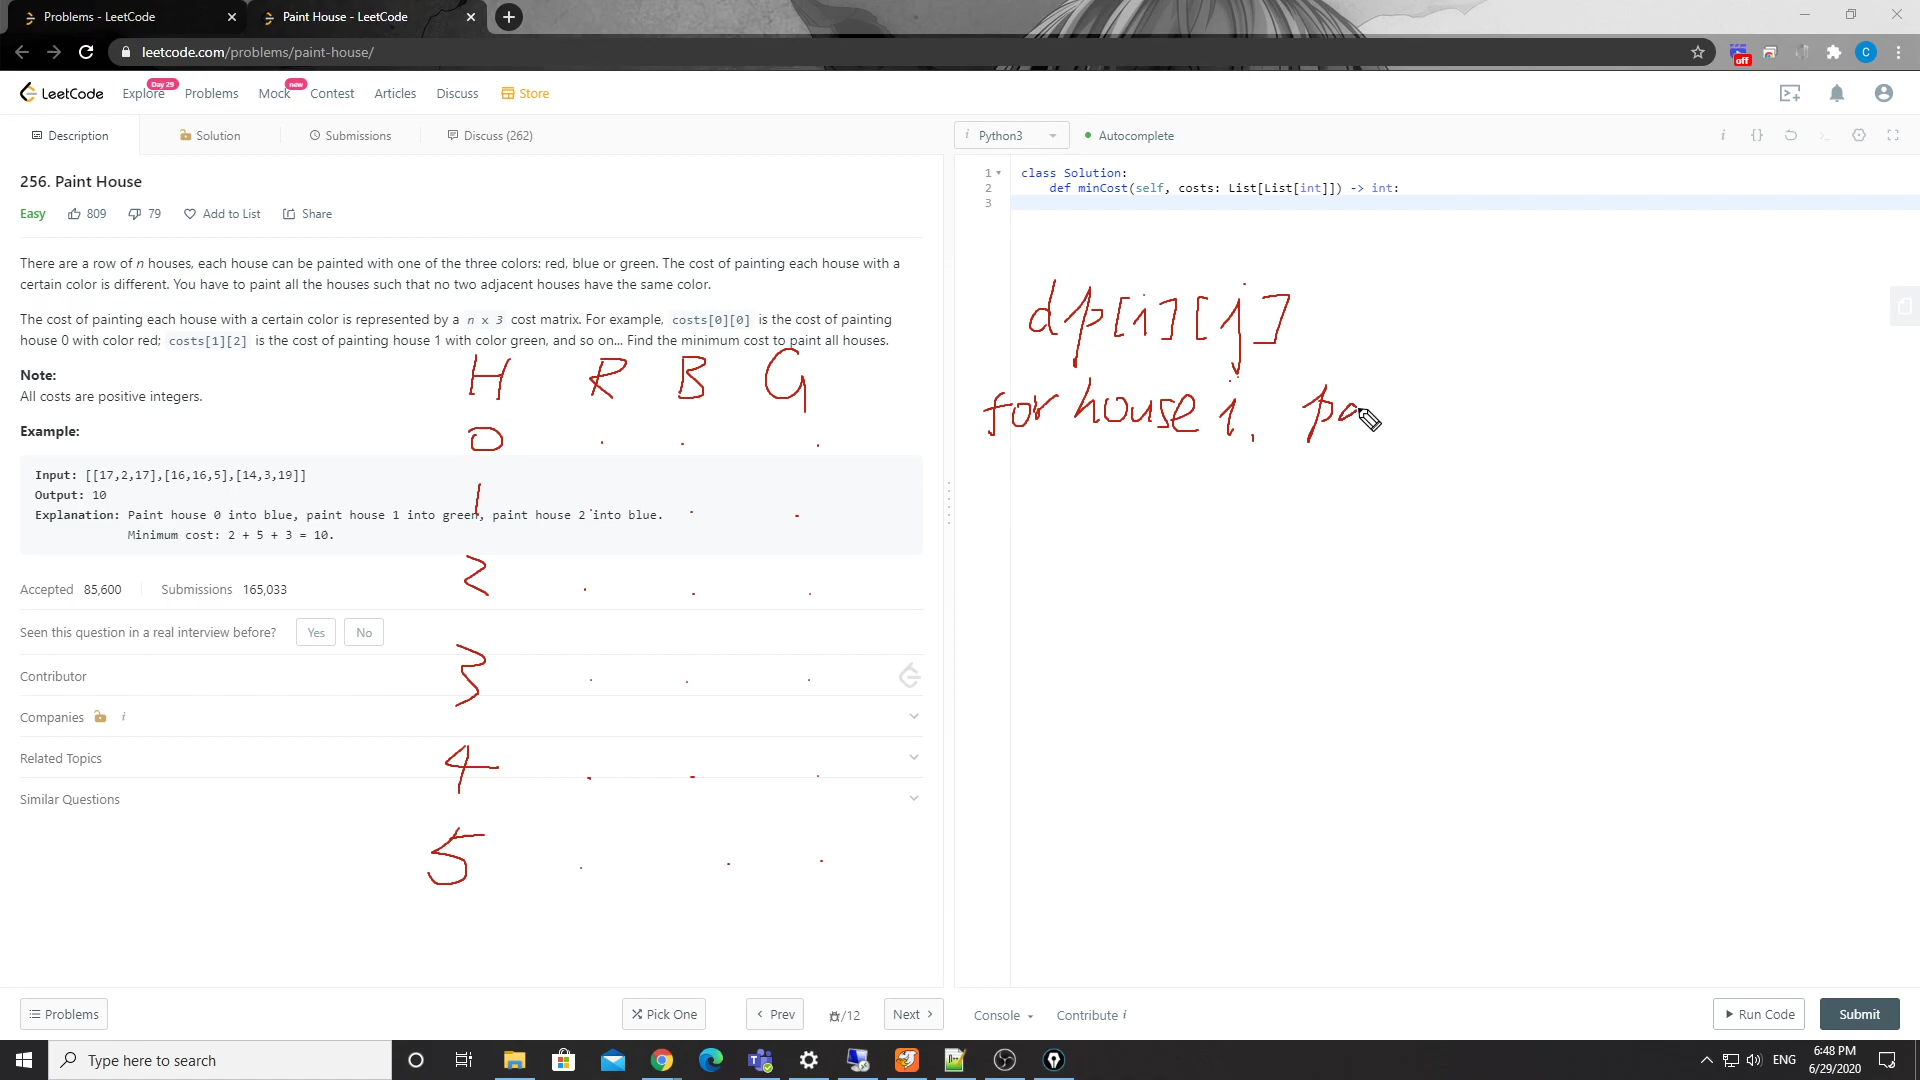 Problems - LeetCode
Paint House - LeetCode
leetcode.com/problems/paint-house/
off
C
LeetCode
Explore Day 29
Problems
Mock new
Contest
Articles
Discuss
Store
Description
Solution
Submissions
Discuss (262)
i Python3
Autocomplete
i {}
256. Paint House
Easy 809 79 Add to List Share
There are a row of n houses, each house can be painted with one of the three colors: red, blue or green. The cost of painting each house with a
certain color is different. You have to paint all the houses such that no two adjacent houses have the same color.
The cost of painting each house with a certain color is represented by a n x 3 cost matrix. For example, costs[0][0] is the cost of painting
house 0 with color red; costs[1][2] is the cost of painting house 1 with color green, and so on... Find the minimum cost to paint all houses.
Note:
All costs are positive integers.
Example:
Input: [[17,2,17],[16,16,5],[14,3,19]]
Output: 10
Explanation: Paint house 0 into blue, paint house 1 into green, paint house 2 into blue.
Minimum cost: 2 + 5 + 3 = 10.
Accepted 85,600 Submissions 165,033
Seen this question in a real interview before? Yes No
Contributor
Companies i
Related Topics
Similar Questions
H R B G
0
1
2
3
4
5
1 class Solution:
2 def minCost(self, costs: List[List[int]]) -> int:
3
dp[i][j]
for house i, pa
Problems
Pick One
Prev
/12
Next
Console
Contribute i
Run Code
Submit
Type here to search
ENG
6:48 PM
6/29/2020